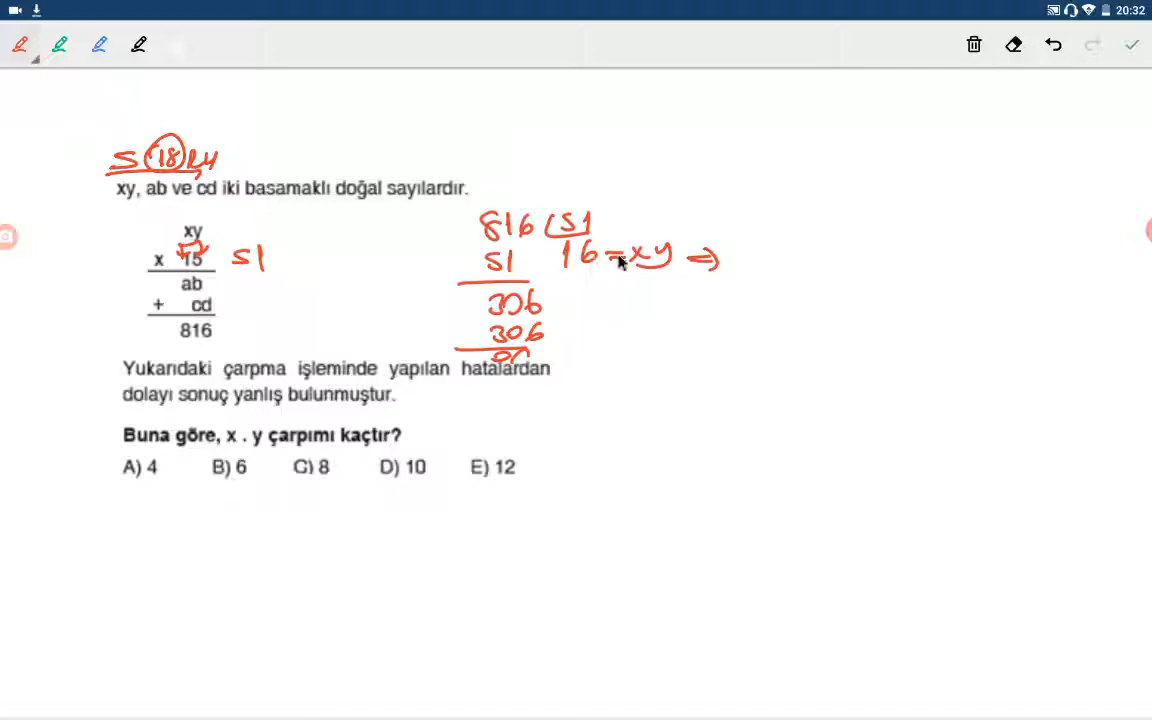 20:32
S 18
xy, ab ve cd iki basamaklı doğal sayılardır.
xy
x 15 51
ab
+ cd
816
816 51
51 16 = xy ⇒
306
306
00
Yukarıdaki çarpma işleminde yapılan hatalardan
dolayı sonuç yanlış bulunmuştur.
Buna göre, x . y çarpımı kaçtır?
A) 4 B) 6 C) 8 D) 10 E) 12